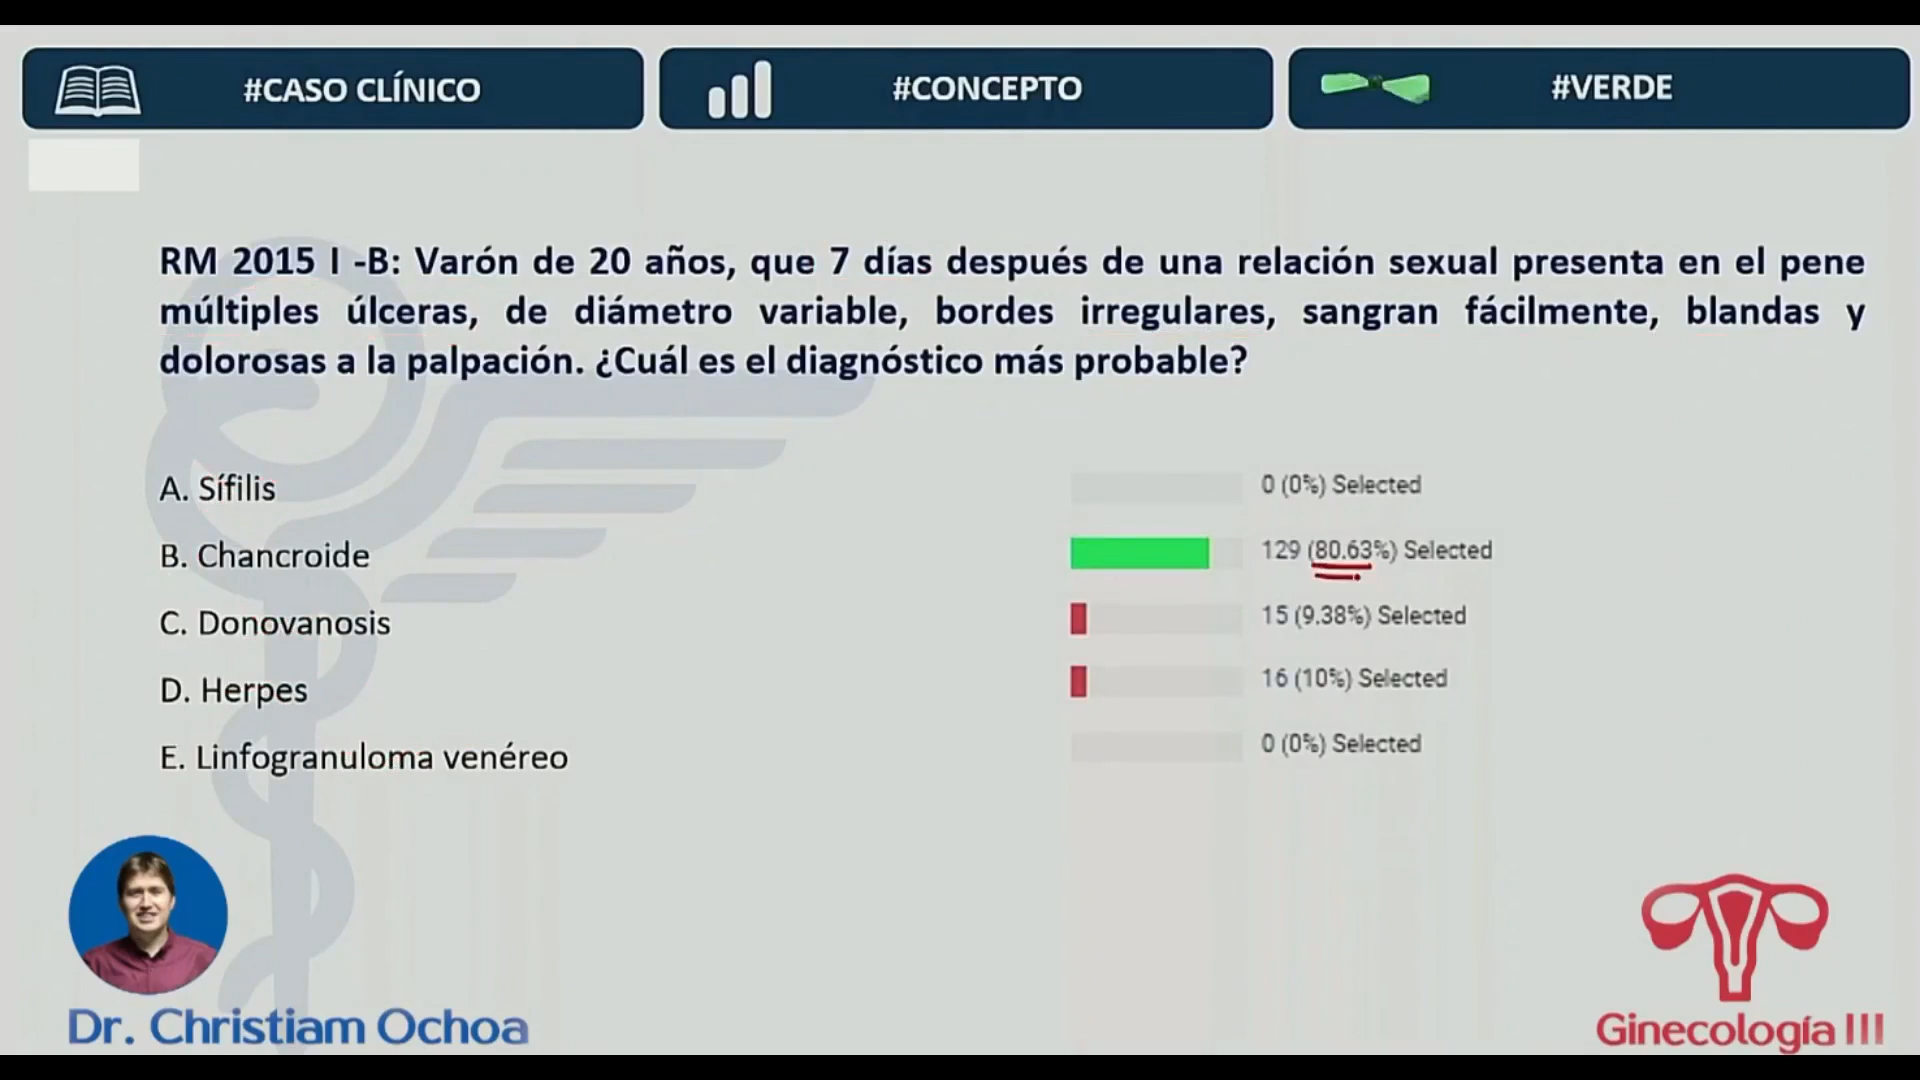 #CASO CLÍNICO
#CONCEPTO
#VERDE
RM 2015 I -B: Varón de 20 años, que 7 días después de una relación sexual presenta en el pene
múltiples úlceras, de diámetro variable, bordes irregulares, sangran fácilmente, blandas y
dolorosas a la palpación. ¿Cuál es el diagnóstico más probable?
A. Sífilis
0 (0%) Selected
B. Chancroide
129 (80.63%) Selected
C. Donovanosis
15 (9.38%) Selected
D. Herpes
16 (10%) Selected
E. Linfogranuloma venéreo
0 (0%) Selected
Dr. Christiam Ochoa
Ginecología III